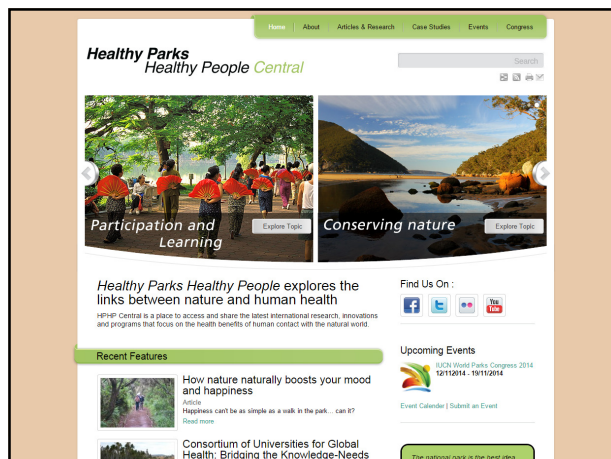 Home About Articles & Research Case Studies Events Congress
Healthy Parks
Healthy People Central
Search
Participation and
Learning
Explore Topic
Conserving nature
Explore Topic
Healthy Parks Healthy People explores the
links between nature and human health
HPHP Central is a place to access and share the latest international research, innovations
and programs that focus on the health benefits of human contact with the natural world.
Find Us On :
You
Tube
Recent Features
How nature naturally boosts your mood
and happiness
Article
Happiness can't be as simple as a walk in the park... can it?
Read more
Consortium of Universities for Global
Health: Bridging the Knowledge-Needs
Upcoming Events
IUCN World Parks Congress 2014
12/112014 - 19/11/2014
Event Calender | Submit an Event
The national park is the best idea